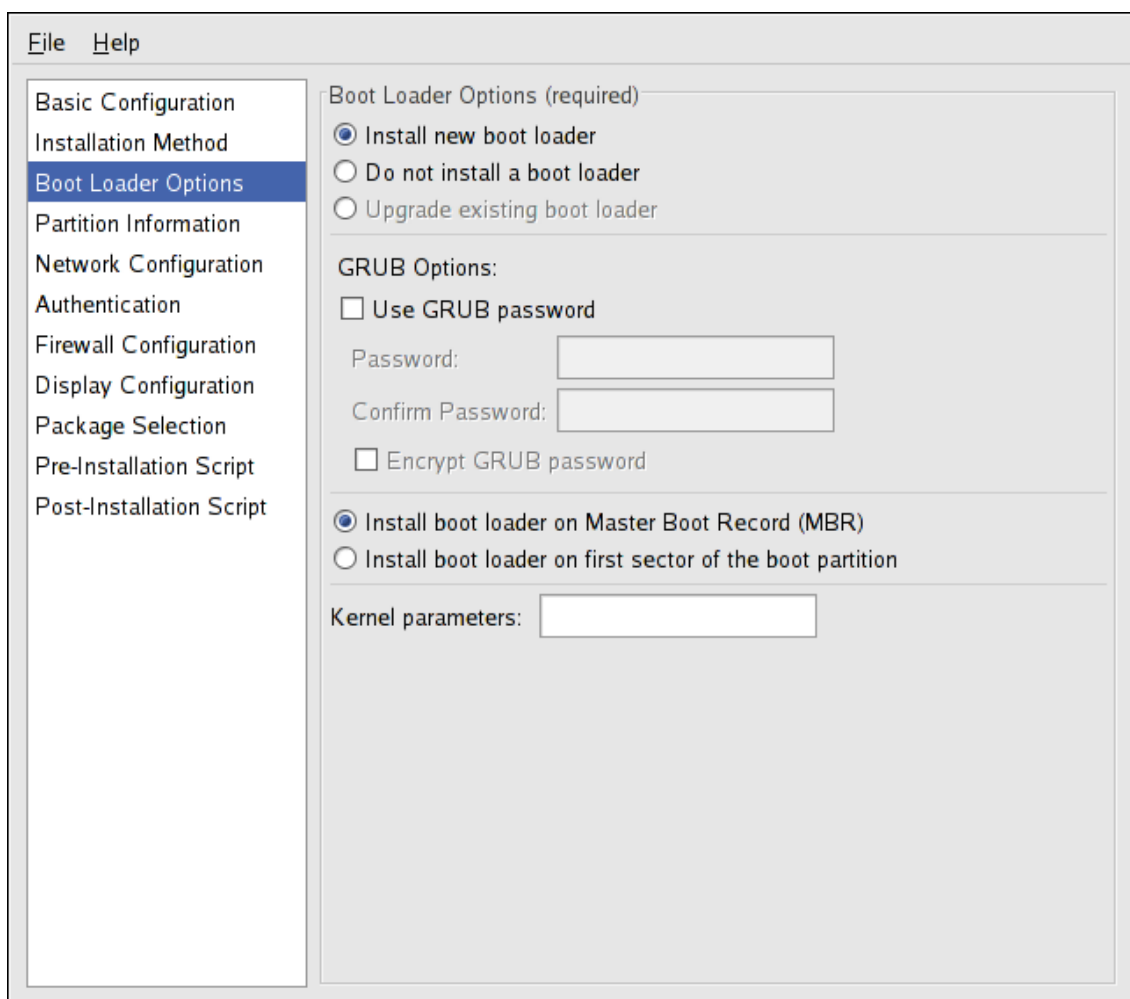 File Help
Basic Configuration
Installation Method
Boot Loader Options
Partition Information
Network Configuration
Authentication
Firewall Configuration
Display Configuration
Package Selection
Pre-Installation Script
Post-Installation Script
Boot Loader Options (required)
Install new boot loader
Do not install a boot loader
Upgrade existing boot loader
GRUB Options:
Use GRUB password
Password:
Confirm Password:
Encrypt GRUB password
Install boot loader on Master Boot Record (MBR)
Install boot loader on first sector of the boot partition
Kernel parameters: